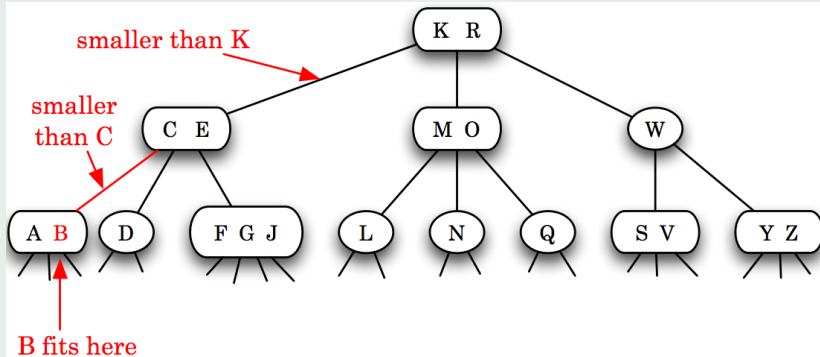 K R
smaller than K
smaller
than C
C E
M O
W
A B
D
F G J
L
N
Q
S V
Y Z
B fits here